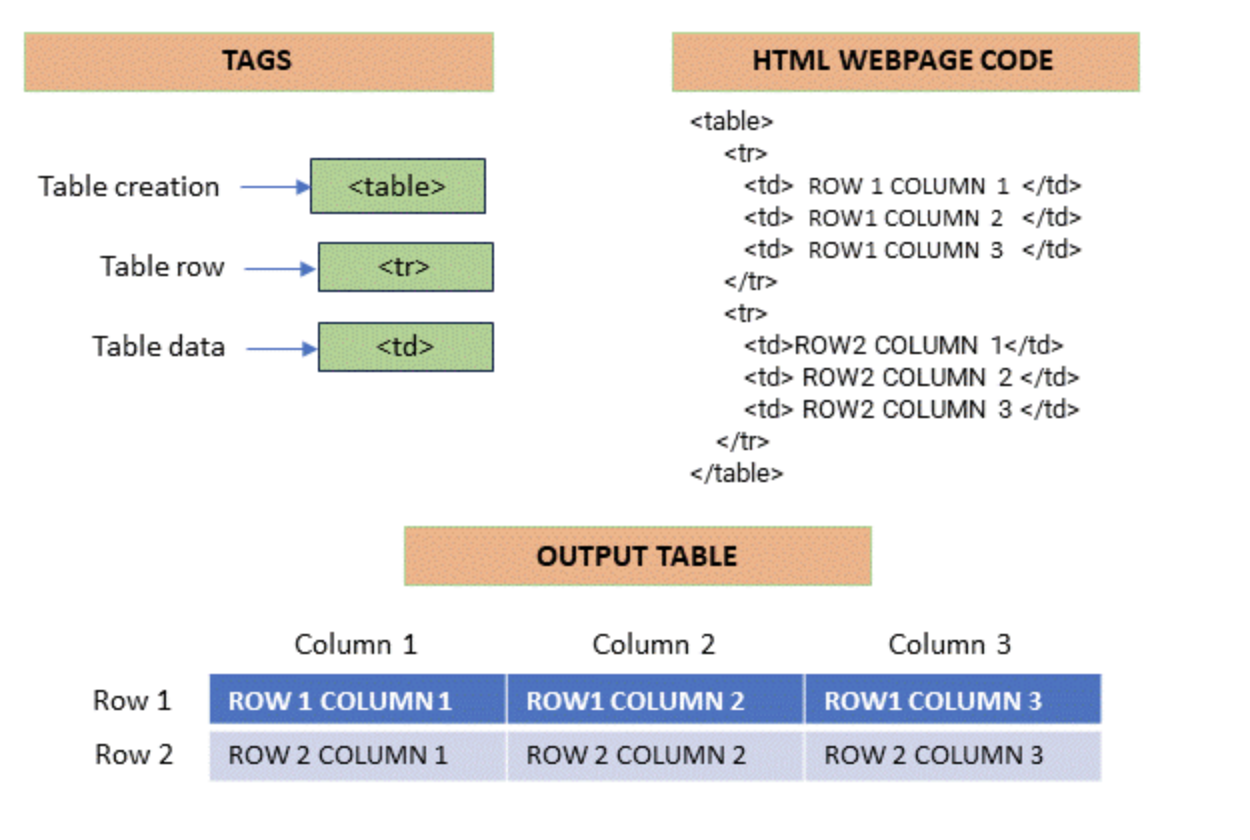 TAGS
Table creation <table>
Table row <tr>
Table data <td>
HTML WEBPAGE CODE
<table>
<tr>
<td> ROW 1 COLUMN 1 </td>
<td> ROW1 COLUMN 2 </td>
<td> ROW1 COLUMN 3 </td>
</tr>
<tr>
<td>ROW2 COLUMN 1</td>
<td> ROW2 COLUMN 2 </td>
<td> ROW2 COLUMN 3 </td>
</tr>
</table>
OUTPUT TABLE
Column 1 Column 2 Column 3
Row 1 ROW 1 COLUMN 1 ROW1 COLUMN 2 ROW1 COLUMN 3
Row 2 ROW 2 COLUMN 1 ROW 2 COLUMN 2 ROW 2 COLUMN 3